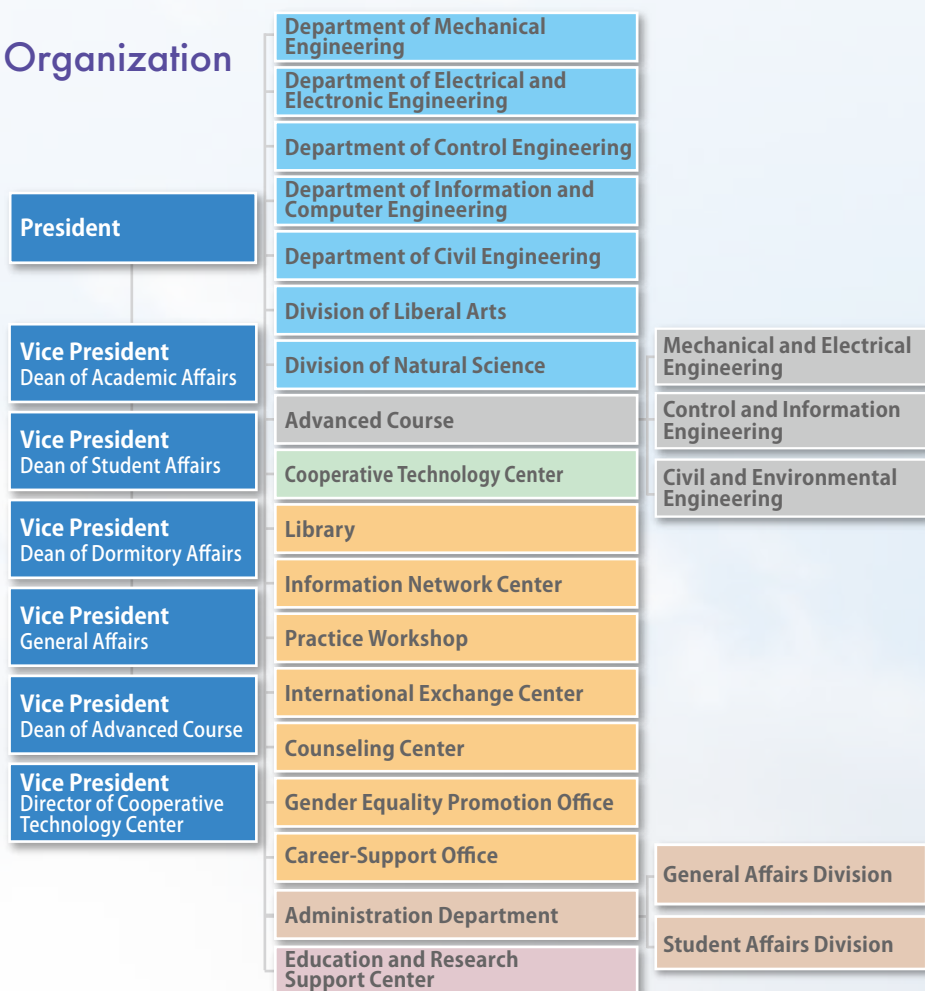 Organization
President
Vice President
Dean of Academic Affairs
Vice President
Dean of Student Affairs
Vice President
Dean of Dormitory Affairs
Vice President
General Affairs
Vice President
Dean of Advanced Course
Vice President
Director of Cooperative
Technology Center
Department of Mechanical
Engineering
Department of Electrical and
Electronic Engineering
Department of Control Engineering
Department of Information and
Computer Engineering
Department of Civil Engineering
Division of Liberal Arts
Division of Natural Science
Advanced Course
Cooperative Technology Center
Library
Information Network Center
Practice Workshop
International Exchange Center
Counseling Center
Gender Equality Promotion Office
Career-Support Office
Administration Department
Education and Research
Support Center
Mechanical and Electrical
Engineering
Control and Information
Engineering
Civil and Environmental
Engineering
General Affairs Division
Student Affairs Division